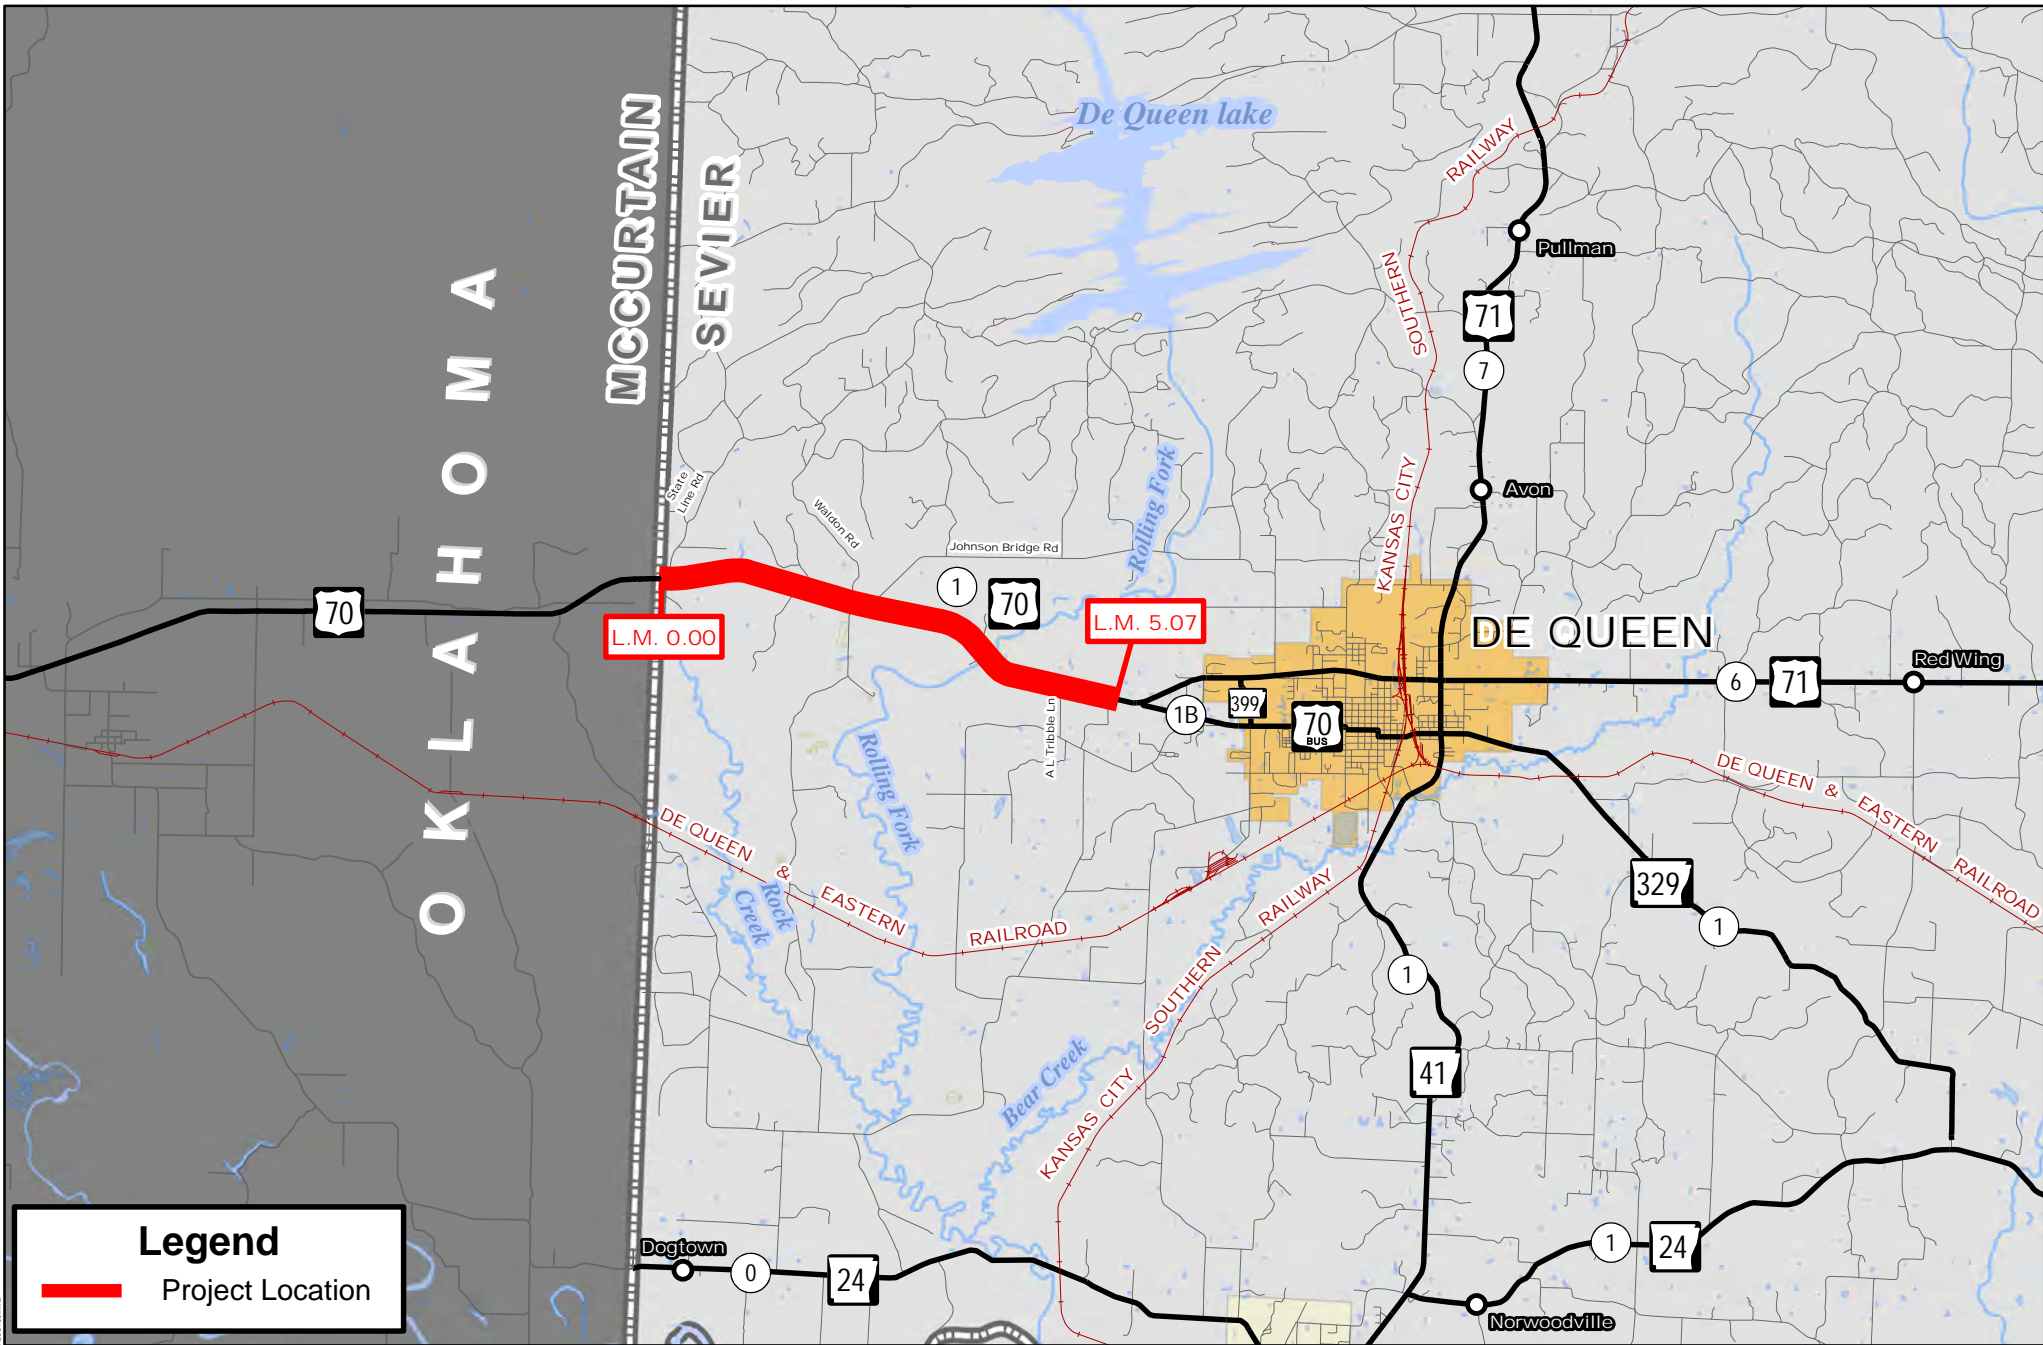 De Queen lake
RAILWAY
MCCURTAIN
SEVIER
Pullman
SOUTHERN
71
7
OKLAHOMA
State
Line Rd
Waldon Rd
Rolling Fork
KANSAS CITY
Avon
Johnson Bridge Rd
1
70
70
L.M. 0.00
L.M. 5.07
DE QUEEN
Red Wing
6
71
399
1B
70
BUS
A L Tribble Ln
Rolling Fork
DE QUEEN & EASTERN RAILROAD
DE QUEEN & EASTERN RAILROAD
Rock
Creek
329
1
RAILWAY
SOUTHERN
KANSAS CITY
1
41
Bear Creek
Dogtown
0
24
1
24
Norwoodville
Legend
Project Location